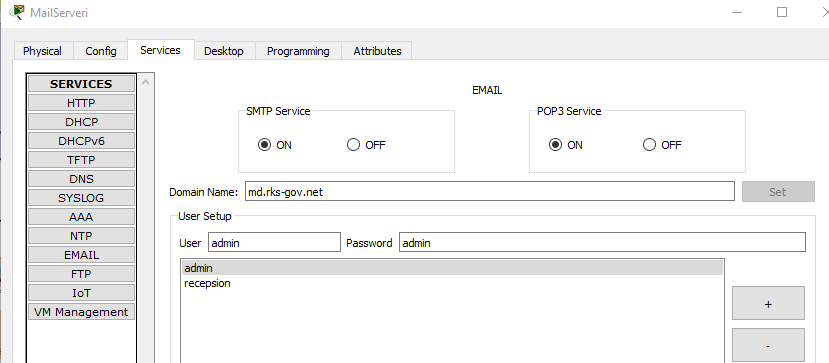 MailServeri
Physical Config Services Desktop Programming Attributes
SERVICES
HTTP
DHCP
DHCPv6
TFTP
DNS
SYSLOG
AAA
NTP
EMAIL
FTP
IoT
VM Management
EMAIL
SMTP Service
ON OFF
POP3 Service
ON OFF
Domain Name: md.rks-gov.net Set
User Setup
User admin Password admin
admin
recepsion
+
-